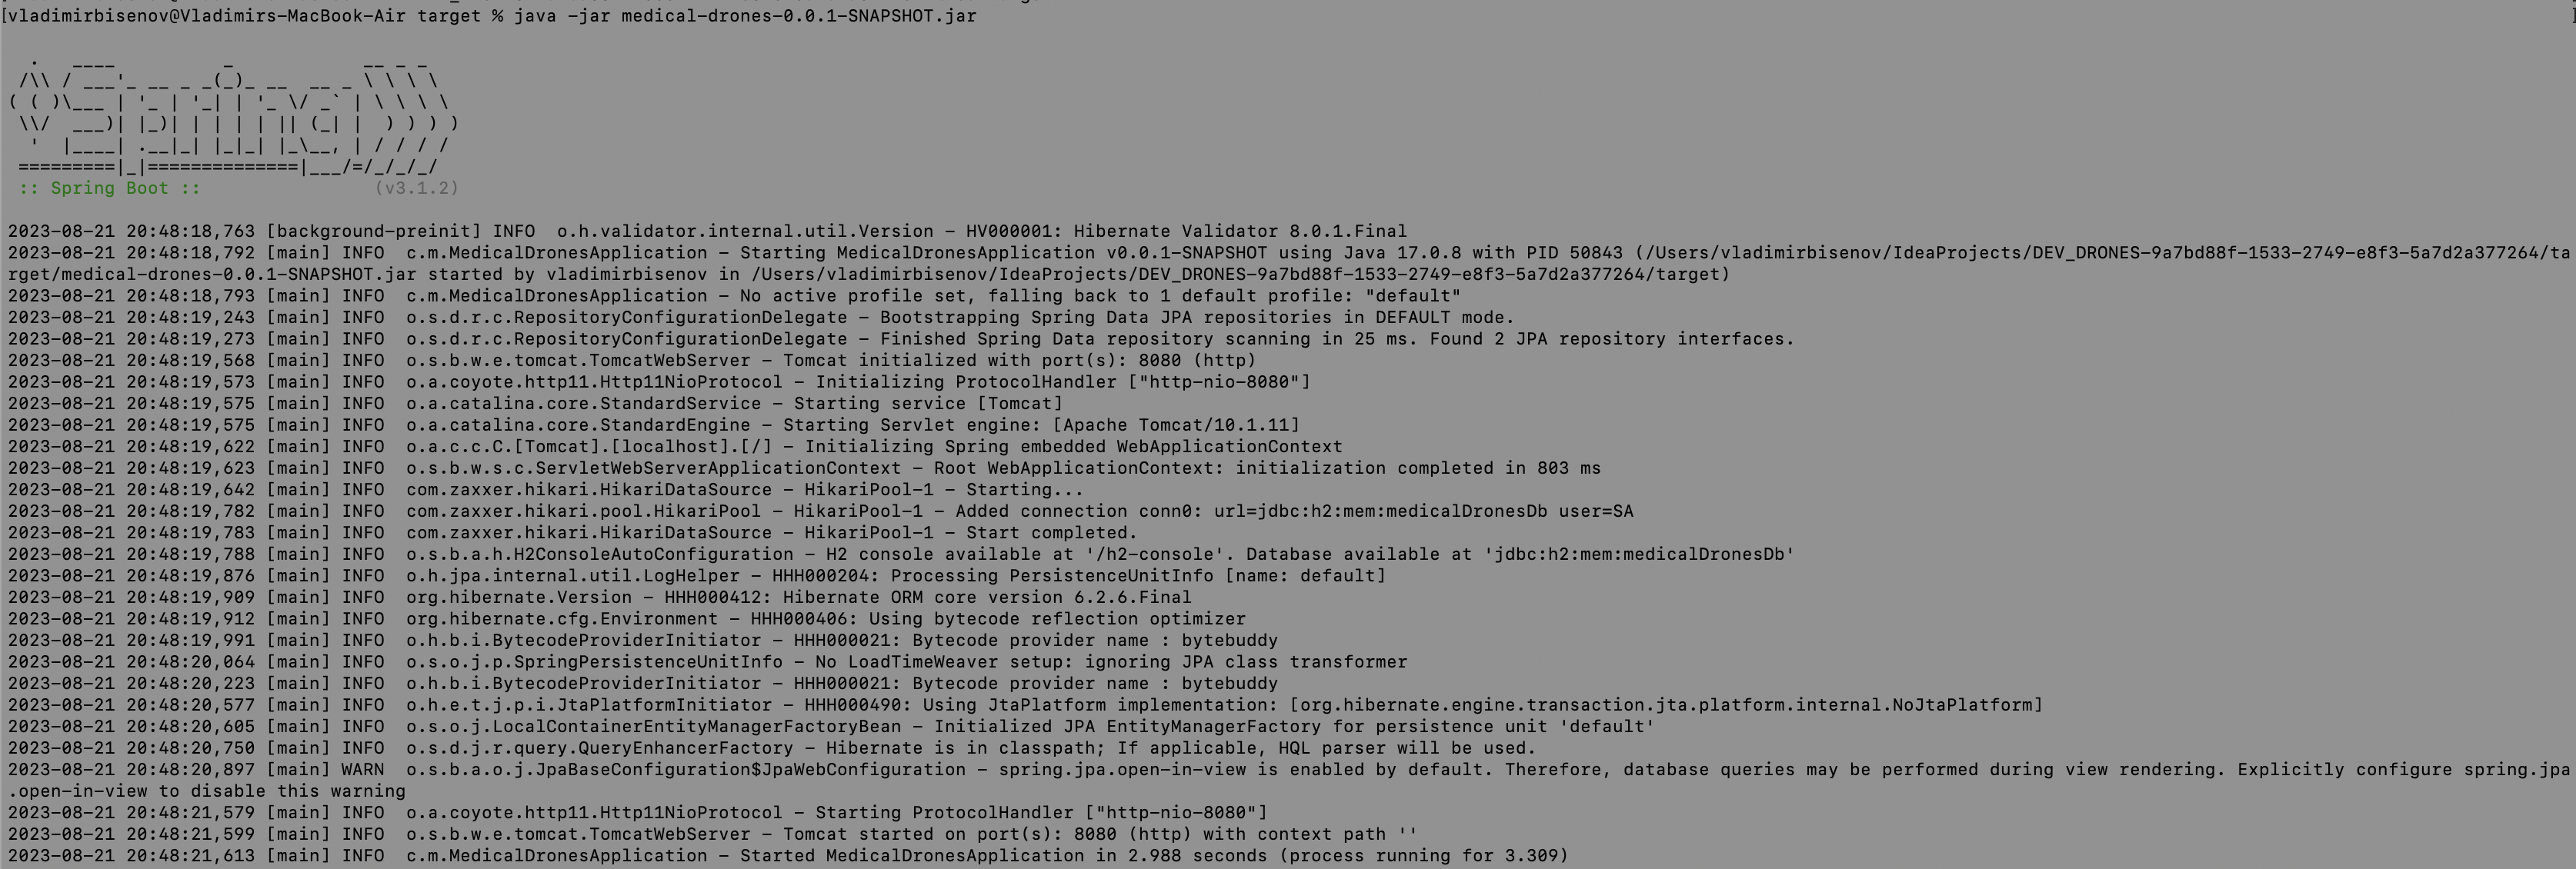 [vladimirbisenov@Vladimirs-MacBook-Air target % java -jar medical-drones-0.0.1-SNAPSHOT.jar ]
  .   ____          _            __ _ _
 /\\ / ___'_ __ _ _(_)_ __  __ _ \ \ \ \
( ( )\___ | '_ | '_| | '_ \/ _` | \ \ \ \
 \\/  ___)| |_)| | | | | || (_| |  ) ) ) )
  '  |____| .__|_| |_|_| |_\__, | / / / /
 =========|_|==============|___/=/_/_/_/
 :: Spring Boot ::                (v3.1.2)
2023-08-21 20:48:18,763 [background-preinit] INFO  o.h.validator.internal.util.Version - HV000001: Hibernate Validator 8.0.1.Final
2023-08-21 20:48:18,792 [main] INFO  c.m.MedicalDronesApplication - Starting MedicalDronesApplication v0.0.1-SNAPSHOT using Java 17.0.8 with PID 50843 (/Users/vladimirbisenov/IdeaProjects/DEV_DRONES-9a7bd88f-1533-2749-e8f3-5a7d2a377264/ta
rget/medical-drones-0.0.1-SNAPSHOT.jar started by vladimirbisenov in /Users/vladimirbisenov/IdeaProjects/DEV_DRONES-9a7bd88f-1533-2749-e8f3-5a7d2a377264/target)
2023-08-21 20:48:18,793 [main] INFO  c.m.MedicalDronesApplication - No active profile set, falling back to 1 default profile: "default"
2023-08-21 20:48:19,243 [main] INFO  o.s.d.r.c.RepositoryConfigurationDelegate - Bootstrapping Spring Data JPA repositories in DEFAULT mode.
2023-08-21 20:48:19,273 [main] INFO  o.s.d.r.c.RepositoryConfigurationDelegate - Finished Spring Data repository scanning in 25 ms. Found 2 JPA repository interfaces.
2023-08-21 20:48:19,568 [main] INFO  o.s.b.w.e.tomcat.TomcatWebServer - Tomcat initialized with port(s): 8080 (http)
2023-08-21 20:48:19,573 [main] INFO  o.a.coyote.http11.Http11NioProtocol - Initializing ProtocolHandler ["http-nio-8080"]
2023-08-21 20:48:19,575 [main] INFO  o.a.catalina.core.StandardService - Starting service [Tomcat]
2023-08-21 20:48:19,575 [main] INFO  o.a.catalina.core.StandardEngine - Starting Servlet engine: [Apache Tomcat/10.1.11]
2023-08-21 20:48:19,622 [main] INFO  o.a.c.c.C.[Tomcat].[localhost].[/] - Initializing Spring embedded WebApplicationContext
2023-08-21 20:48:19,623 [main] INFO  o.s.b.w.s.c.ServletWebServerApplicationContext - Root WebApplicationContext: initialization completed in 803 ms
2023-08-21 20:48:19,642 [main] INFO  com.zaxxer.hikari.HikariDataSource - HikariPool-1 - Starting...
2023-08-21 20:48:19,782 [main] INFO  com.zaxxer.hikari.pool.HikariPool - HikariPool-1 - Added connection conn0: url=jdbc:h2:mem:medicalDronesDb user=SA
2023-08-21 20:48:19,783 [main] INFO  com.zaxxer.hikari.HikariDataSource - HikariPool-1 - Start completed.
2023-08-21 20:48:19,788 [main] INFO  o.s.b.a.h.H2ConsoleAutoConfiguration - H2 console available at '/h2-console'. Database available at 'jdbc:h2:mem:medicalDronesDb'
2023-08-21 20:48:19,876 [main] INFO  o.h.jpa.internal.util.LogHelper - HHH000204: Processing PersistenceUnitInfo [name: default]
2023-08-21 20:48:19,909 [main] INFO  org.hibernate.Version - HHH000412: Hibernate ORM core version 6.2.6.Final
2023-08-21 20:48:19,912 [main] INFO  org.hibernate.cfg.Environment - HHH000406: Using bytecode reflection optimizer
2023-08-21 20:48:19,991 [main] INFO  o.h.b.i.BytecodeProviderInitiator - HHH000021: Bytecode provider name : bytebuddy
2023-08-21 20:48:20,064 [main] INFO  o.s.o.j.p.SpringPersistenceUnitInfo - No LoadTimeWeaver setup: ignoring JPA class transformer
2023-08-21 20:48:20,223 [main] INFO  o.h.b.i.BytecodeProviderInitiator - HHH000021: Bytecode provider name : bytebuddy
2023-08-21 20:48:20,577 [main] INFO  o.h.e.t.j.p.i.JtaPlatformInitiator - HHH000490: Using JtaPlatform implementation: [org.hibernate.engine.transaction.jta.platform.internal.NoJtaPlatform]
2023-08-21 20:48:20,605 [main] INFO  o.s.o.j.LocalContainerEntityManagerFactoryBean - Initialized JPA EntityManagerFactory for persistence unit 'default'
2023-08-21 20:48:20,750 [main] INFO  o.s.d.j.r.query.QueryEnhancerFactory - Hibernate is in classpath; If applicable, HQL parser will be used.
2023-08-21 20:48:20,897 [main] WARN  o.s.b.a.o.j.JpaBaseConfiguration$JpaWebConfiguration - spring.jpa.open-in-view is enabled by default. Therefore, database queries may be performed during view rendering. Explicitly configure spring.jpa
.open-in-view to disable this warning
2023-08-21 20:48:21,579 [main] INFO  o.a.coyote.http11.Http11NioProtocol - Starting ProtocolHandler ["http-nio-8080"]
2023-08-21 20:48:21,599 [main] INFO  o.s.b.w.e.tomcat.TomcatWebServer - Tomcat started on port(s): 8080 (http) with context path ''
2023-08-21 20:48:21,613 [main] INFO  c.m.MedicalDronesApplication - Started MedicalDronesApplication in 2.988 seconds (process running for 3.309)